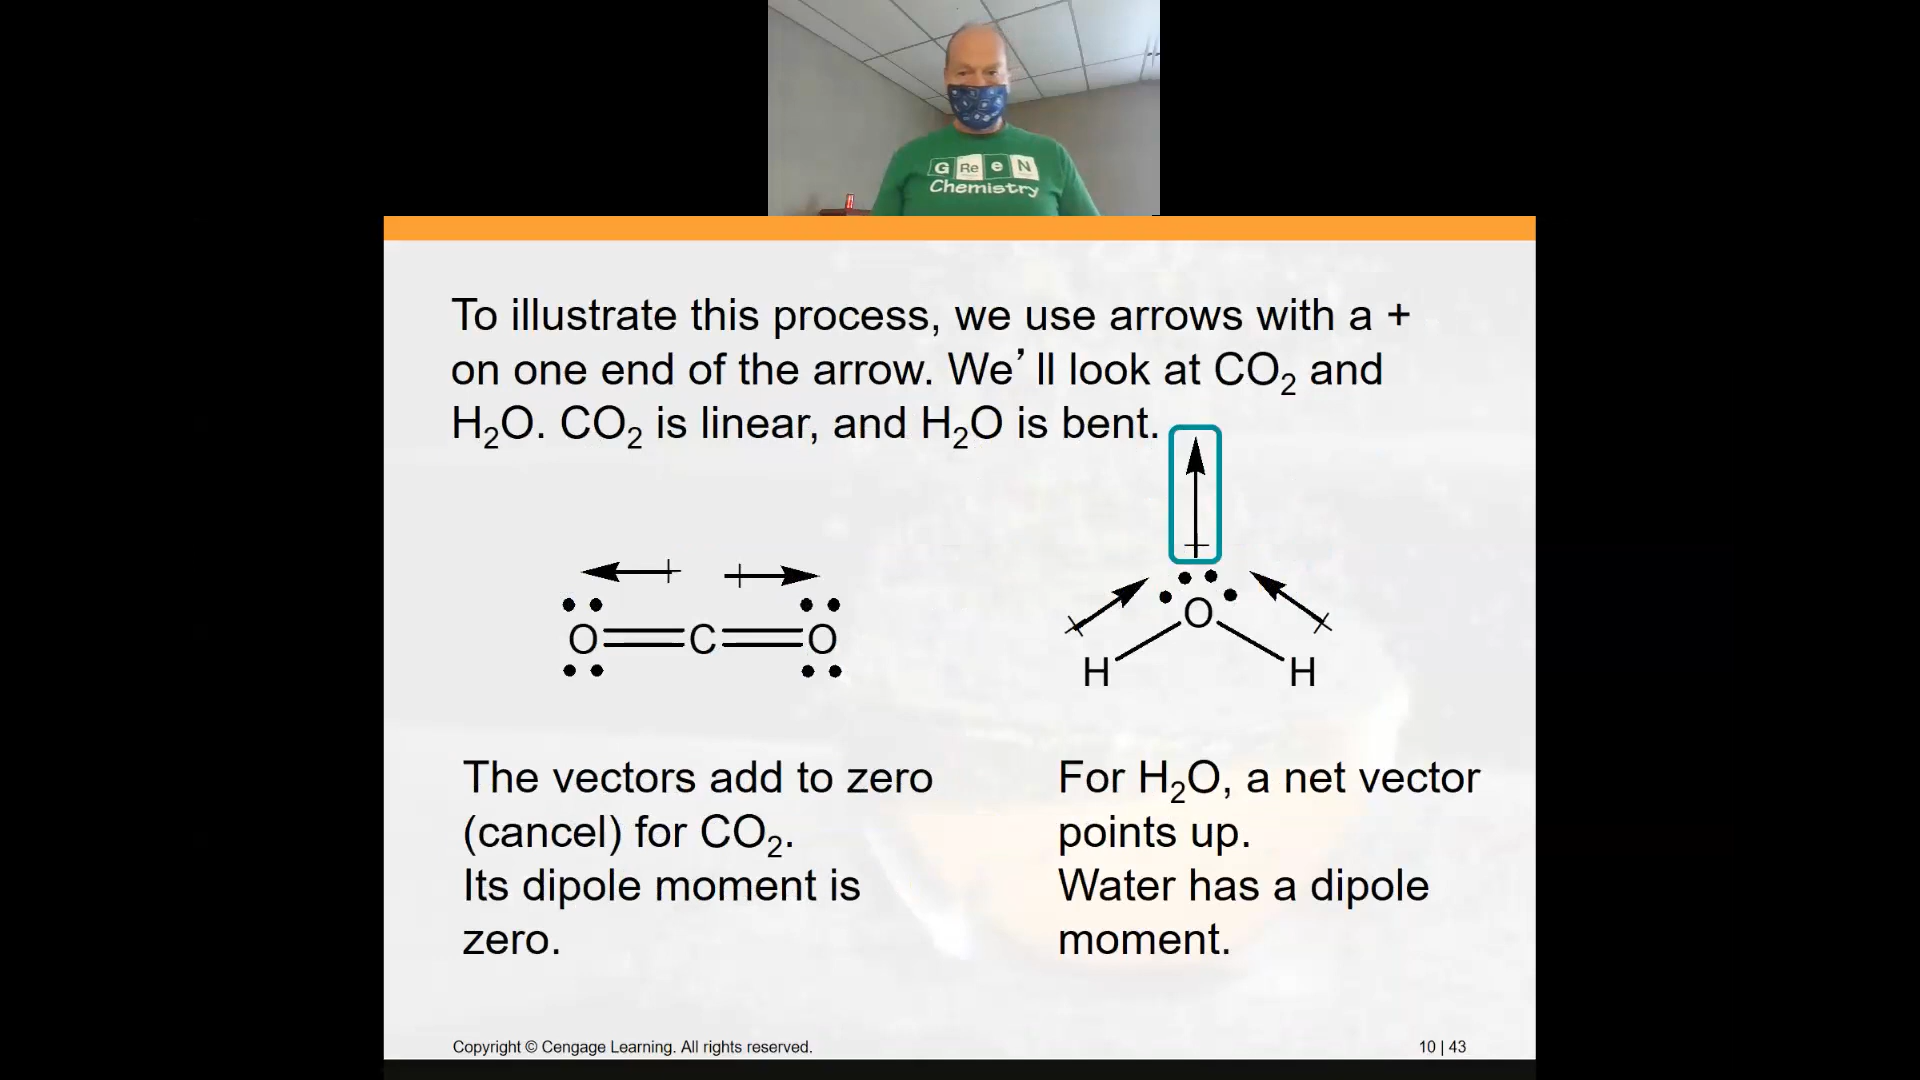 G Re e N
Chemistry
To illustrate this process, we use arrows with a +
on one end of the arrow. We’ll look at CO₂ and
H₂O. CO₂ is linear, and H₂O is bent.
O C O
O
H H
The vectors add to zero
(cancel) for CO₂.
Its dipole moment is
zero.
For H₂O, a net vector
points up.
Water has a dipole
moment.
Copyright © Cengage Learning. All rights reserved.
10 | 43